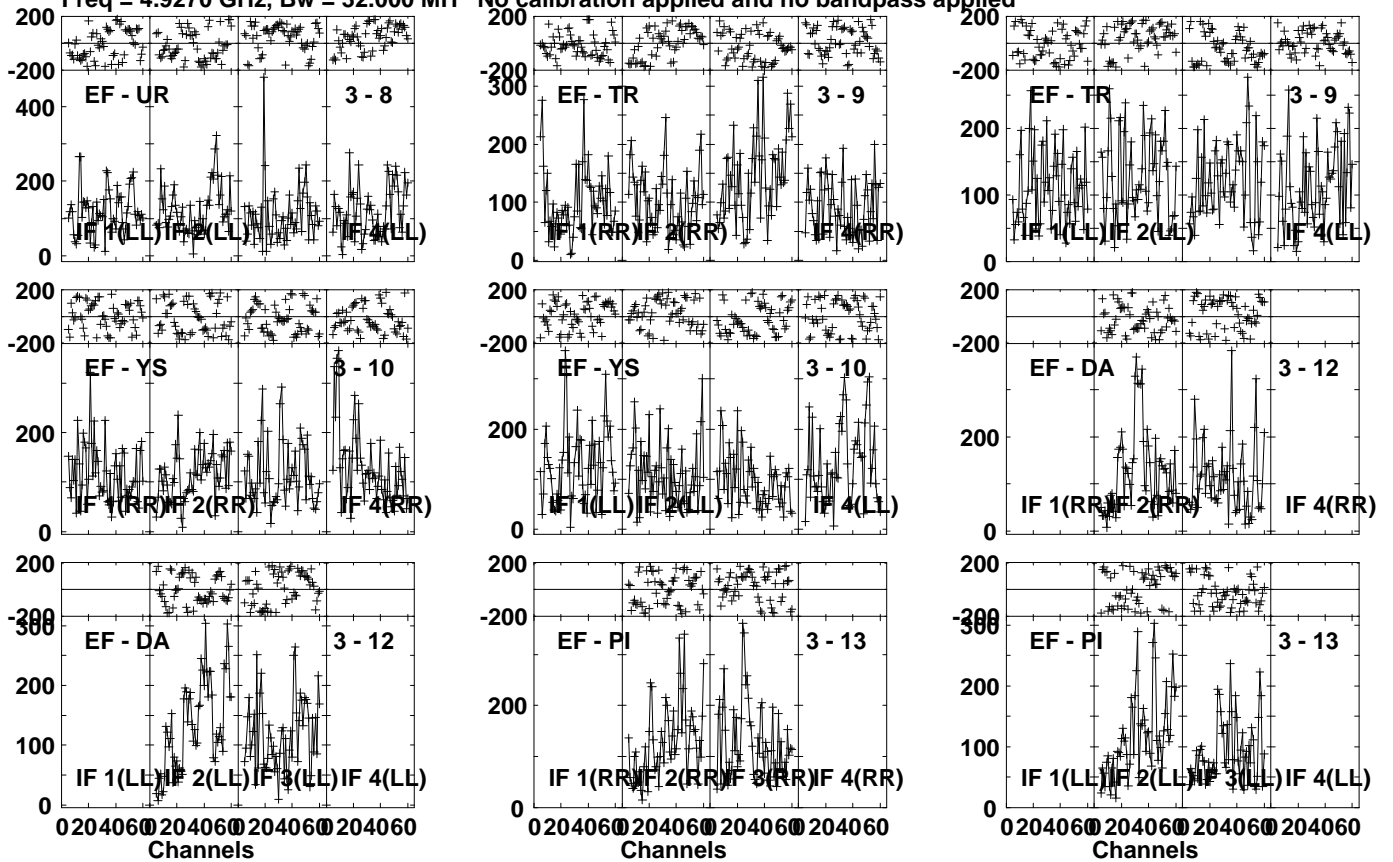 Freq = 4.9270 GHz, Bw = 32.000 MH No calibration applied and no bandpass applied
200
-200
EF - UR 3 - 8
400
200
0
IF 1(LL) IF 2(LL) IF 4(LL)
200
-200
EF - TR 3 - 9
300
200
100
0
IF 1(RR) IF 2(RR) IF 4(RR)
200
-200
EF - TR 3 - 9
200
100
0
IF 1(LL) IF 2(LL) IF 4(LL)
200
-200
EF - YS 3 - 10
200
0
IF 1(RR) IF 2(RR) IF 4(RR)
200
-200
EF - YS 3 - 10
200
0
IF 1(LL) IF 2(LL) IF 4(LL)
200
-200
EF - DA 3 - 12
200
0
IF 1(RR) IF 2(RR) IF 4(RR)
200
-200
EF - DA 3 - 12
300
200
100
0
IF 1(LL) IF 2(LL) IF 3(LL) IF 4(LL)
0 20 40 60 0 20 40 60 0 20 40 60 0 20 40 60
Channels
200
-200
EF - PI 3 - 13
200
0
IF 1(RR) IF 2(RR) IF 3(RR) IF 4(RR)
0 20 40 60 0 20 40 60 0 20 40 60 0 20 40 60
Channels
200
-200
EF - PI 3 - 13
300
200
100
0
IF 1(LL) IF 2(LL) IF 3(LL) IF 4(LL)
0 20 40 60 0 20 40 60 0 20 40 60 0 20 40 60
Channels